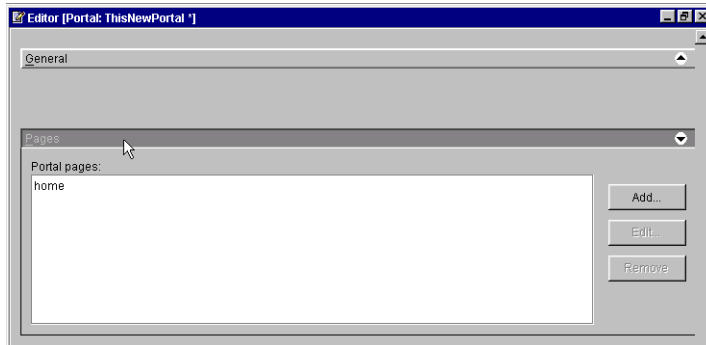 Editor [Portal: ThisNewPortal *]
General
Pages
Portal pages:
home
Add...
Edit...
Remove